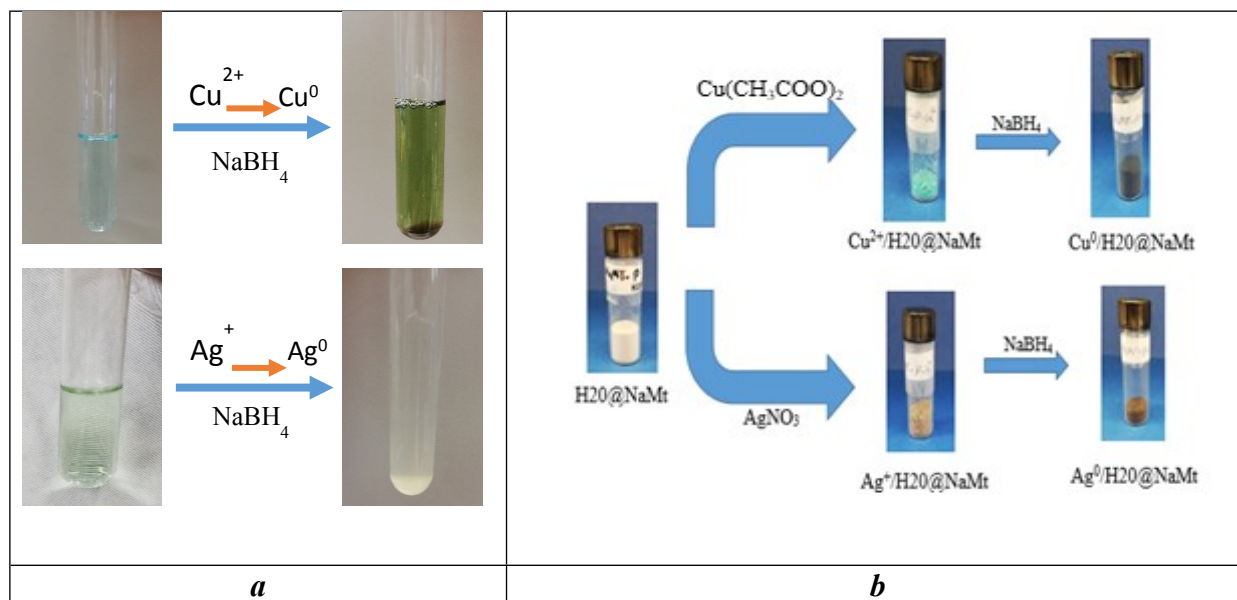 Cu2+ Cu0
NaBH4
Ag+ Ag0
NaBH4
a
Cu(CH3COO)2
NaBH4
Cu2+/H20@NaMt
Cu0/H20@NaMt
H20@NaMt
AgNO3
NaBH4
Ag+/H20@NaMt
Ag0/H20@NaMt
b